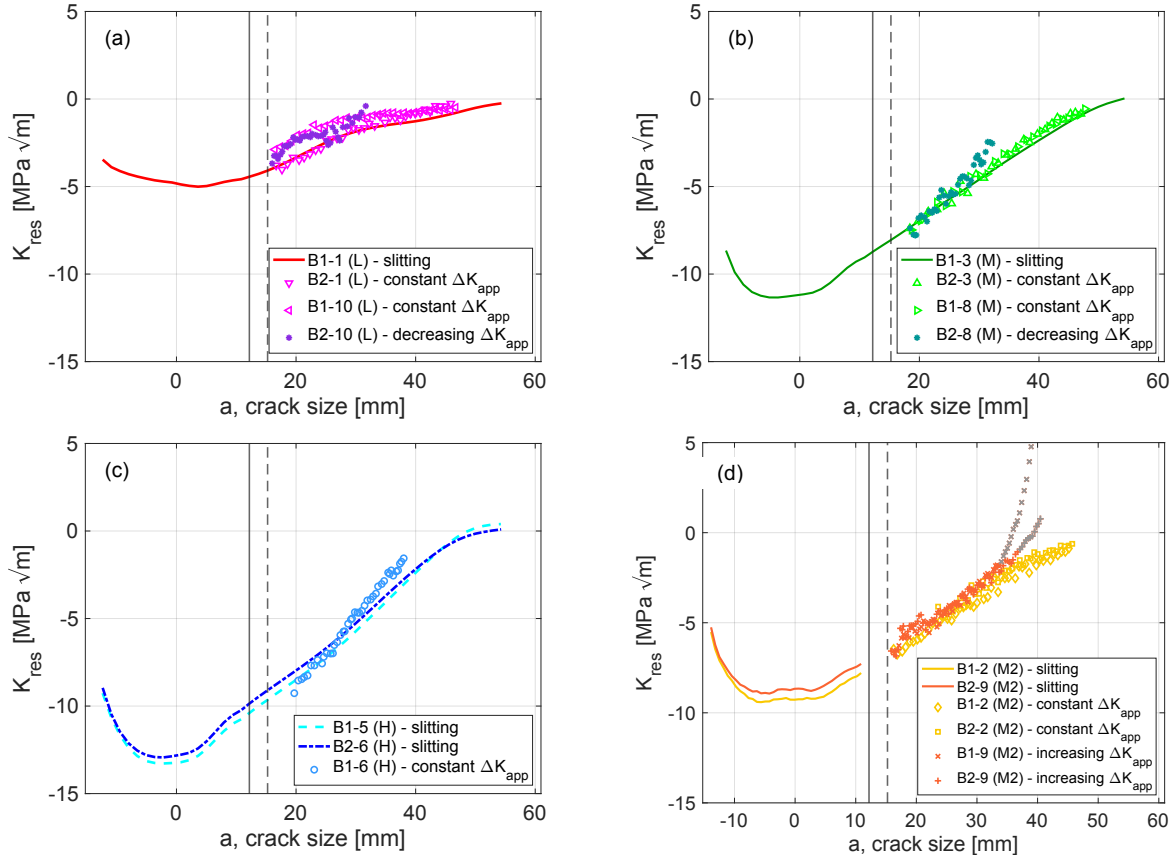 (a)
5
0
-5
-10
-15
K_res [MPa √m]
B1-1 (L) - slitting
B2-1 (L) - constant ΔK_app
B1-10 (L) - constant ΔK_app
B2-10 (L) - decreasing ΔK_app
0 20 40 60
a, crack size [mm]
(b)
5
0
-5
-10
-15
K_res [MPa √m]
B1-3 (M) - slitting
B2-3 (M) - constant ΔK_app
B1-8 (M) - constant ΔK_app
B2-8 (M) - decreasing ΔK_app
0 20 40 60
a, crack size [mm]
(c)
5
0
-5
-10
-15
K_res [MPa √m]
B1-5 (H) - slitting
B2-6 (H) - slitting
B1-6 (H) - constant ΔK_app
0 20 40 60
a, crack size [mm]
(d)
5
0
-5
-10
-15
K_res [MPa √m]
B1-2 (M2) - slitting
B2-9 (M2) - slitting
B1-2 (M2) - constant ΔK_app
B2-2 (M2) - constant ΔK_app
B1-9 (M2) - increasing ΔK_app
B2-9 (M2) - increasing ΔK_app
-10 0 10 20 30 40 50 60
a, crack size [mm]